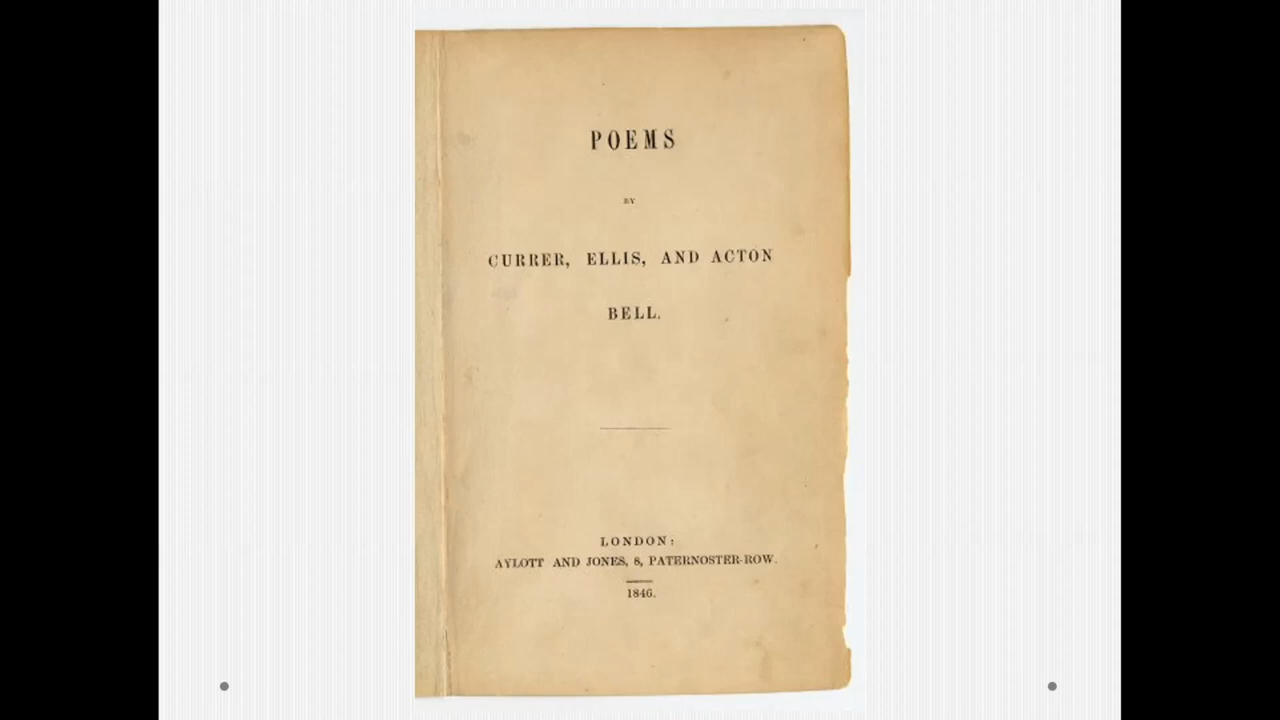 POEMS
BY
CURRER, ELLIS, AND ACTON
BELL.
LONDON:
AYLOTT AND JONES, 8, PATERNOSTER-ROW.
1846.